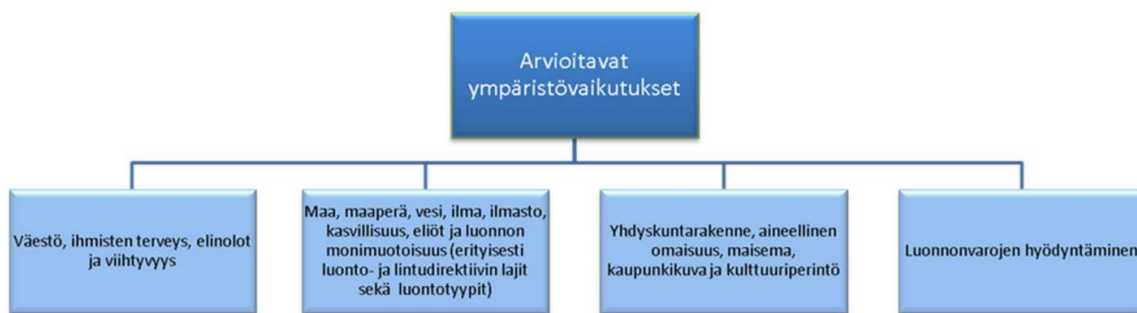 Arvioitavat
ympäristövaikutukset
Väestö, ihmisten terveys, elinolot
ja viihtyvyys
Maa, maaperä, vesi, ilma, ilmasto,
kasvillisuus, eliöt ja luonnon
monimuotoisuus (erityisesti
luonto- ja lintudirektiivin lajit
sekä luontotyypit)
Yhdyskuntarakenne, aineellinen
omaisuus, maisema,
kaupunkikuva ja kulttuuriperintö
Luonnonvarojen hyödyntäminen